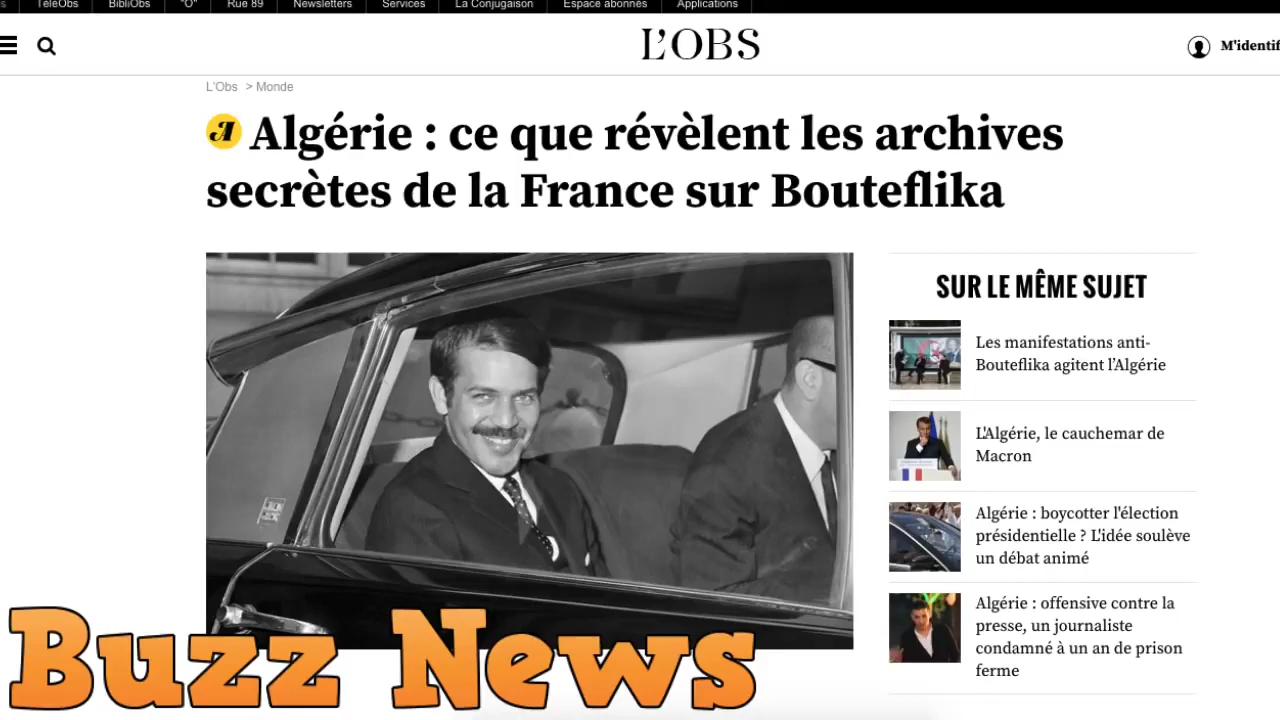 TéléObs BibliObs "O" Rue 89 Newsletters Services La Conjugaison Espace abonnés Applications
L'OBS
M'identif
L'Obs > Monde
A Algérie : ce que révèlent les archives
secrètes de la France sur Bouteflika
SUR LE MÊME SUJET
Les manifestations anti-
Bouteflika agitent l'Algérie
L'Algérie, le cauchemar de
Macron
Algérie : boycotter l'élection
présidentielle ? L'idée soulève
un débat animé
Algérie : offensive contre la
presse, un journaliste
condamné à un an de prison
ferme
Buzz News